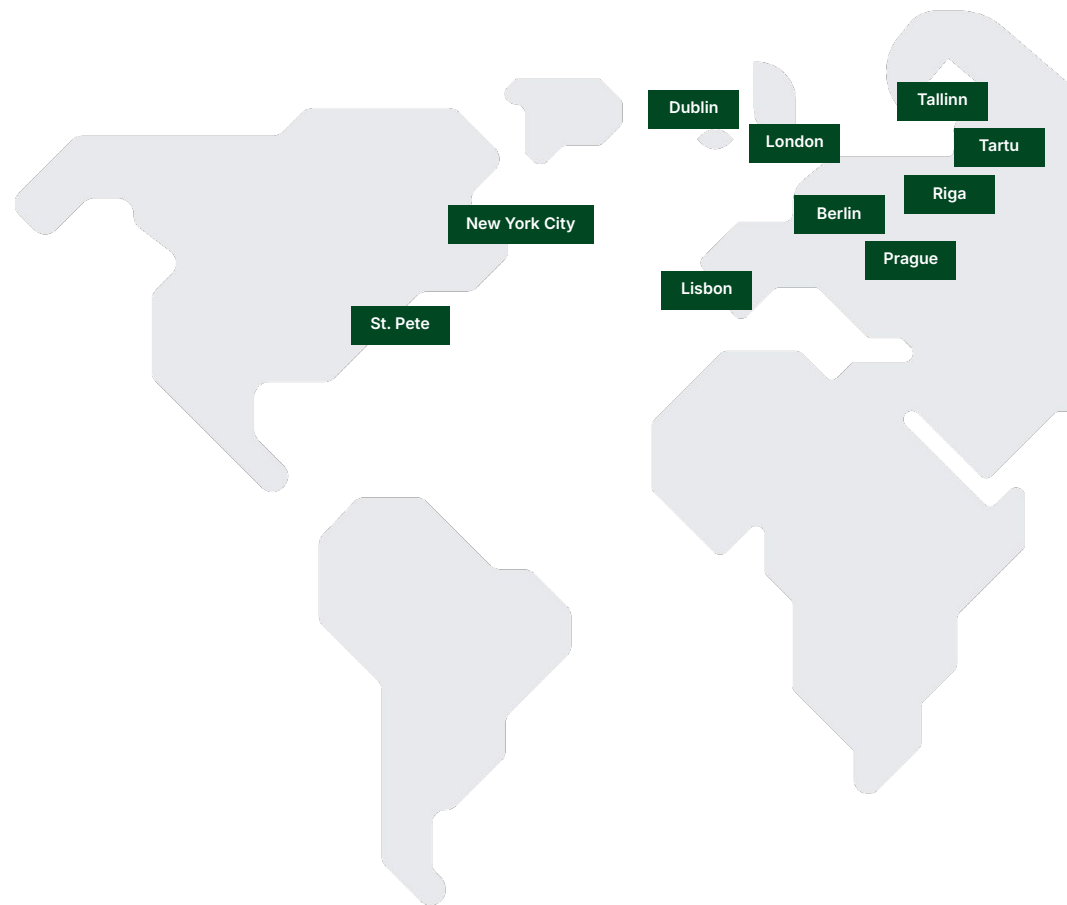 Tallinn
Dublin
London
Tartu
Riga
Berlin
New York City
Prague
Lisbon
St. Pete